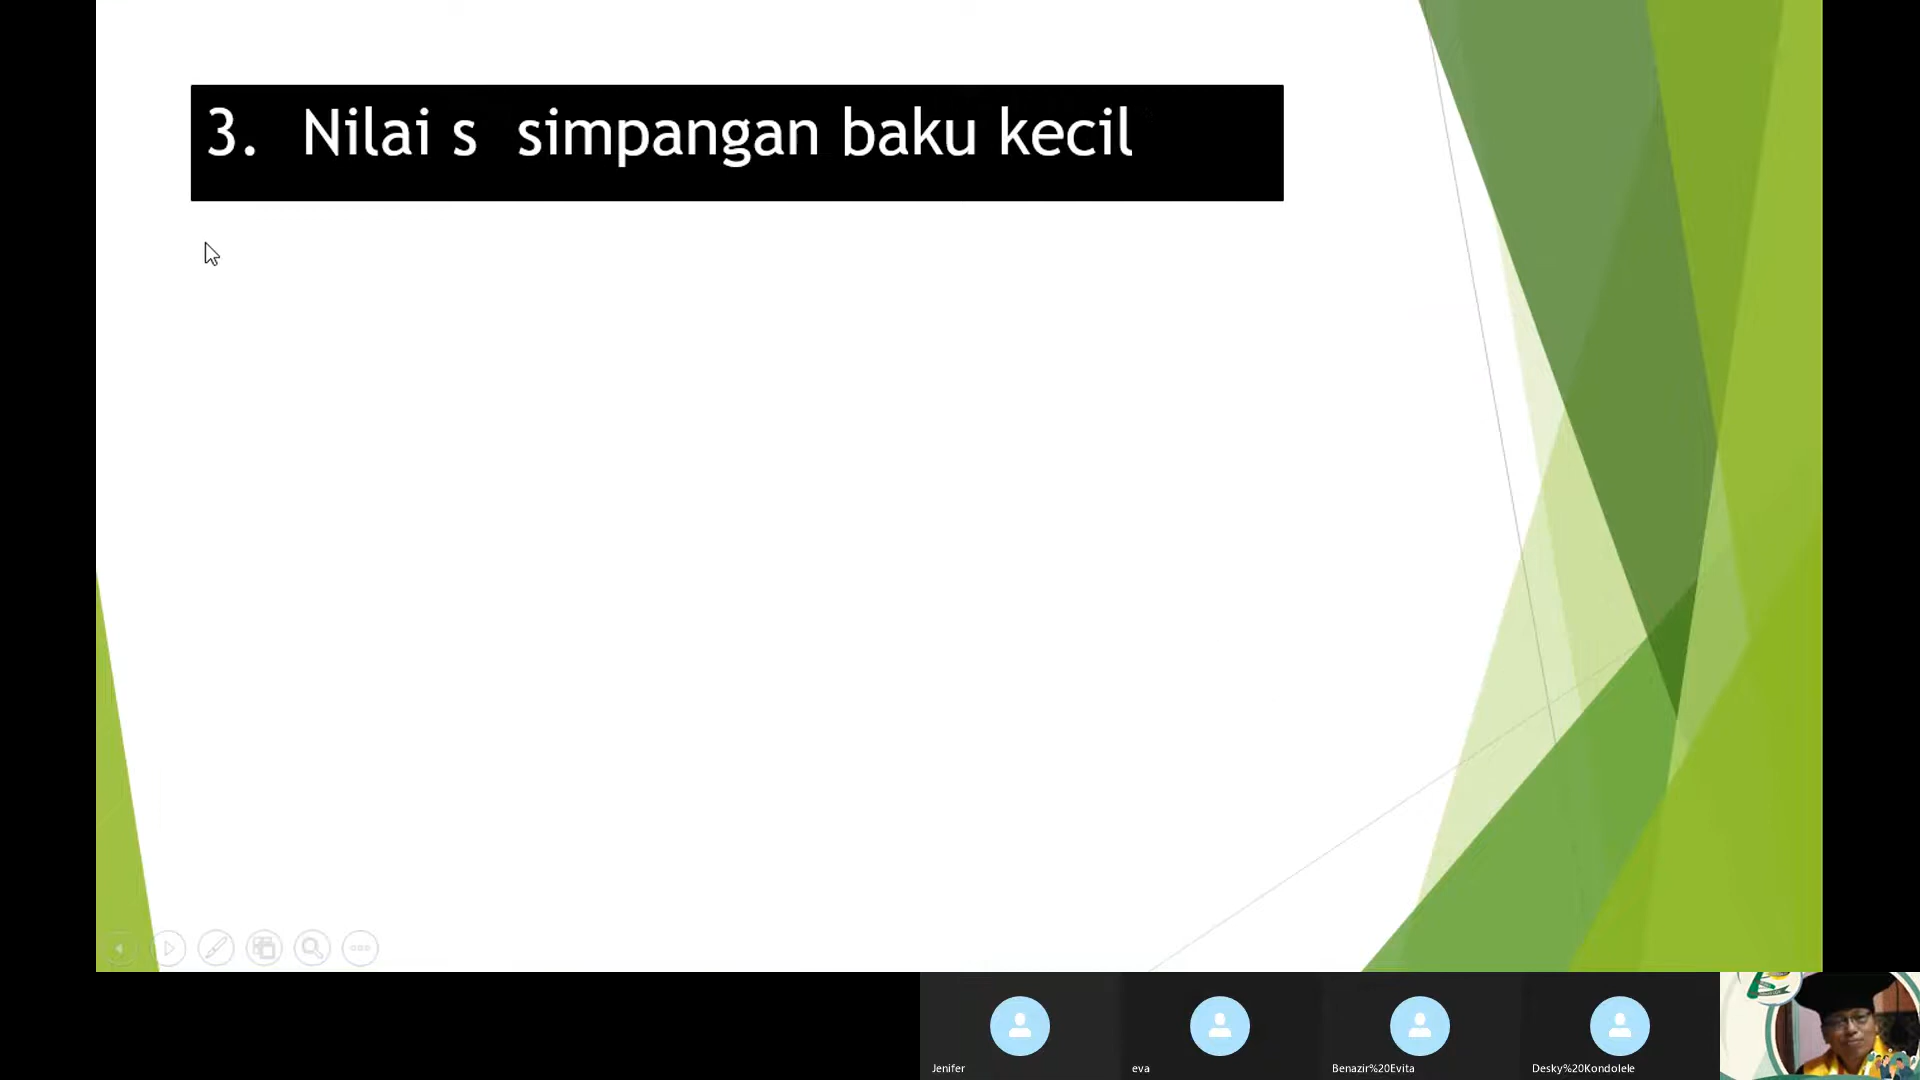 3. Nilai s simpangan baku kecil
Jenifer
eva
Benazir%20Evita
Desky%20Kondolele